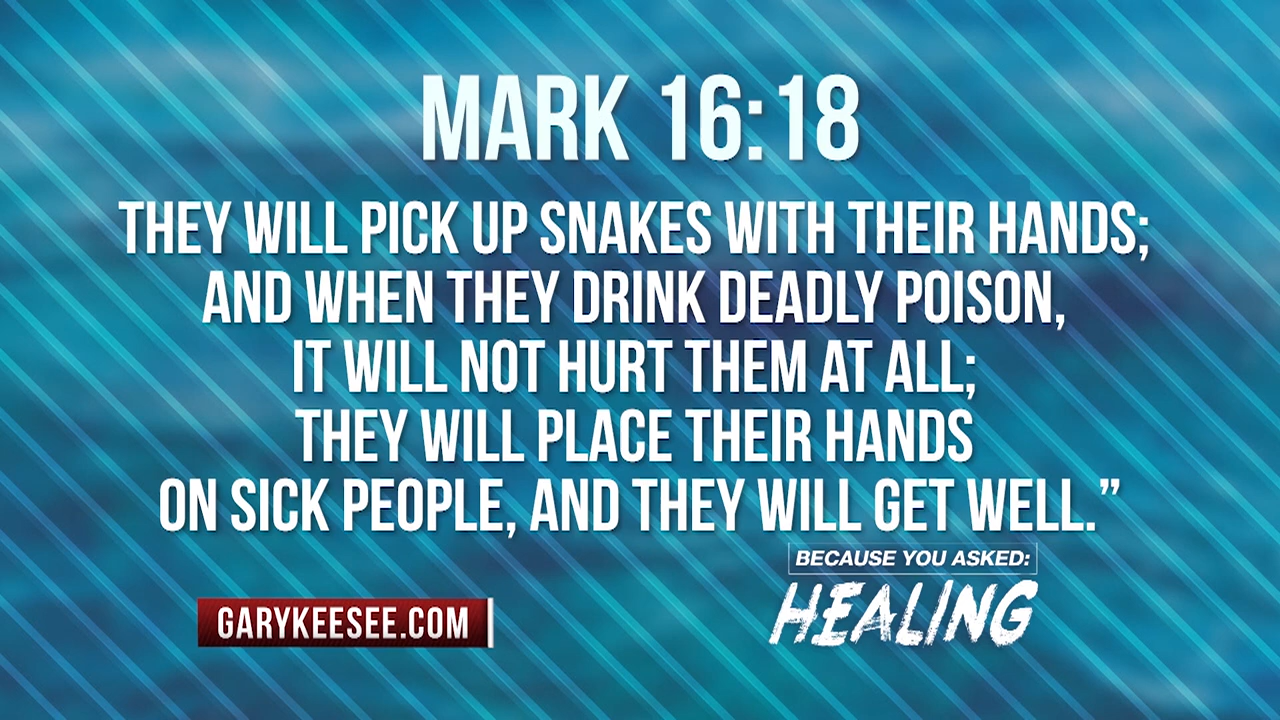 MARK 16:18
THEY WILL PICK UP SNAKES WITH THEIR HANDS;
AND WHEN THEY DRINK DEADLY POISON,
IT WILL NOT HURT THEM AT ALL;
THEY WILL PLACE THEIR HANDS
ON SICK PEOPLE, AND THEY WILL GET WELL.”
BECAUSE YOU ASKED:
HEALING
GARYKEESEE.COM